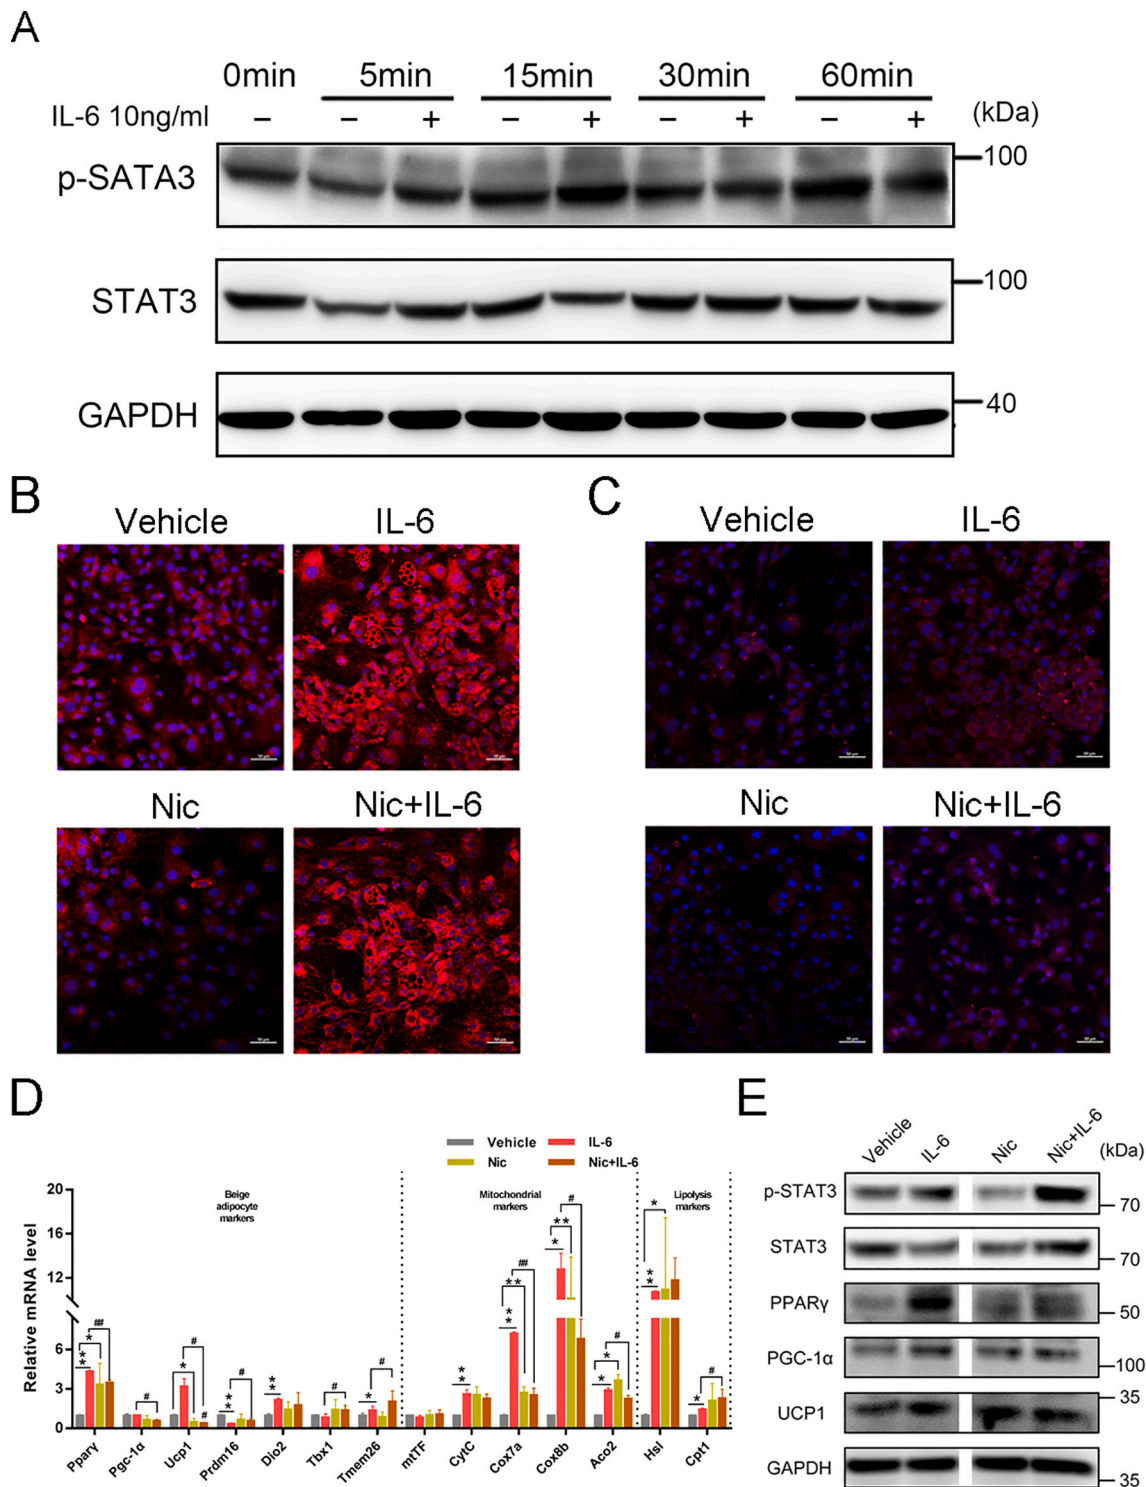 A
0min 5min 15min 30min 60min
IL-6 10ng/ml − − + − + − + − + (kDa)
p-SATA3 100
STAT3 100
GAPDH 40
B
Vehicle IL-6
Nic Nic+IL-6
C
Vehicle IL-6
Nic Nic+IL-6
D
Vehicle IL-6
Nic Nic+IL-6
Beige adipocyte markers
Mitochondrial markers
Lipolysis markers
Relative mRNA level
20
16
12
6
3
0
** * ## # * # # ** # ** # * # ** ** ** ## * ** # * * # ** * * #
Pparγ Pgc-1α Ucp1 Prdm16 Dio2 Tbx1 Tmem26 mtTF CytC Cox7a Cox8b Aco2 Hsl Cpt1
E
Vehicle IL-6 Nic Nic+IL-6 (kDa)
p-STAT3 70
STAT3 70
PPARγ 50
PGC-1α 100
UCP1 35
GAPDH 35